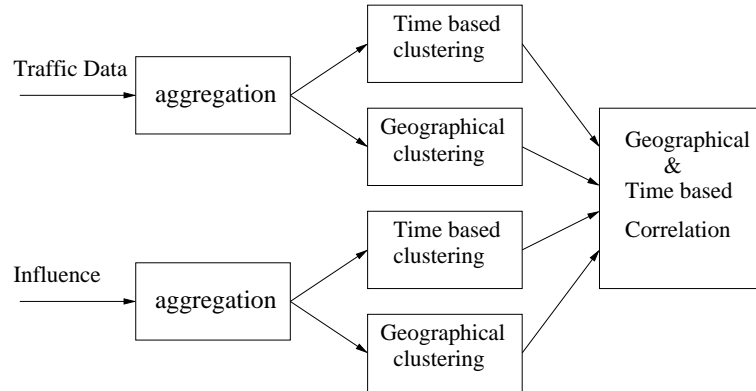 Traffic Data
aggregation
Time based
clustering
Geographical
clustering
Influence
aggregation
Time based
clustering
Geographical
clustering
Geographical
&
Time based
Correlation